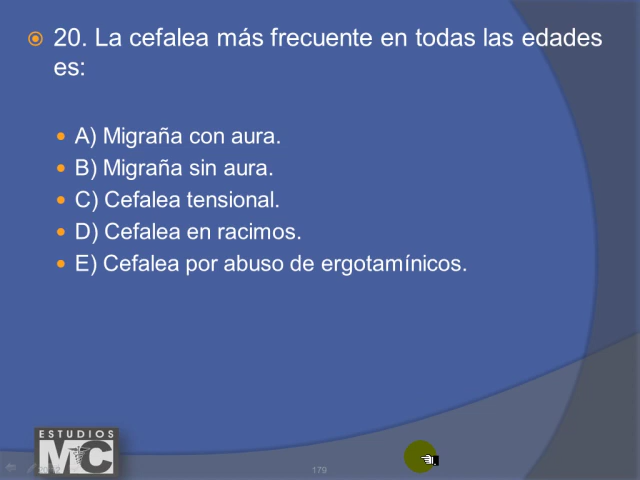 20. La cefalea más frecuente en todas las edades
es:
A) Migraña con aura.
B) Migraña sin aura.
C) Cefalea tensional.
D) Cefalea en racimos.
E) Cefalea por abuso de ergotamínicos.
ESTUDIOS
MC
179